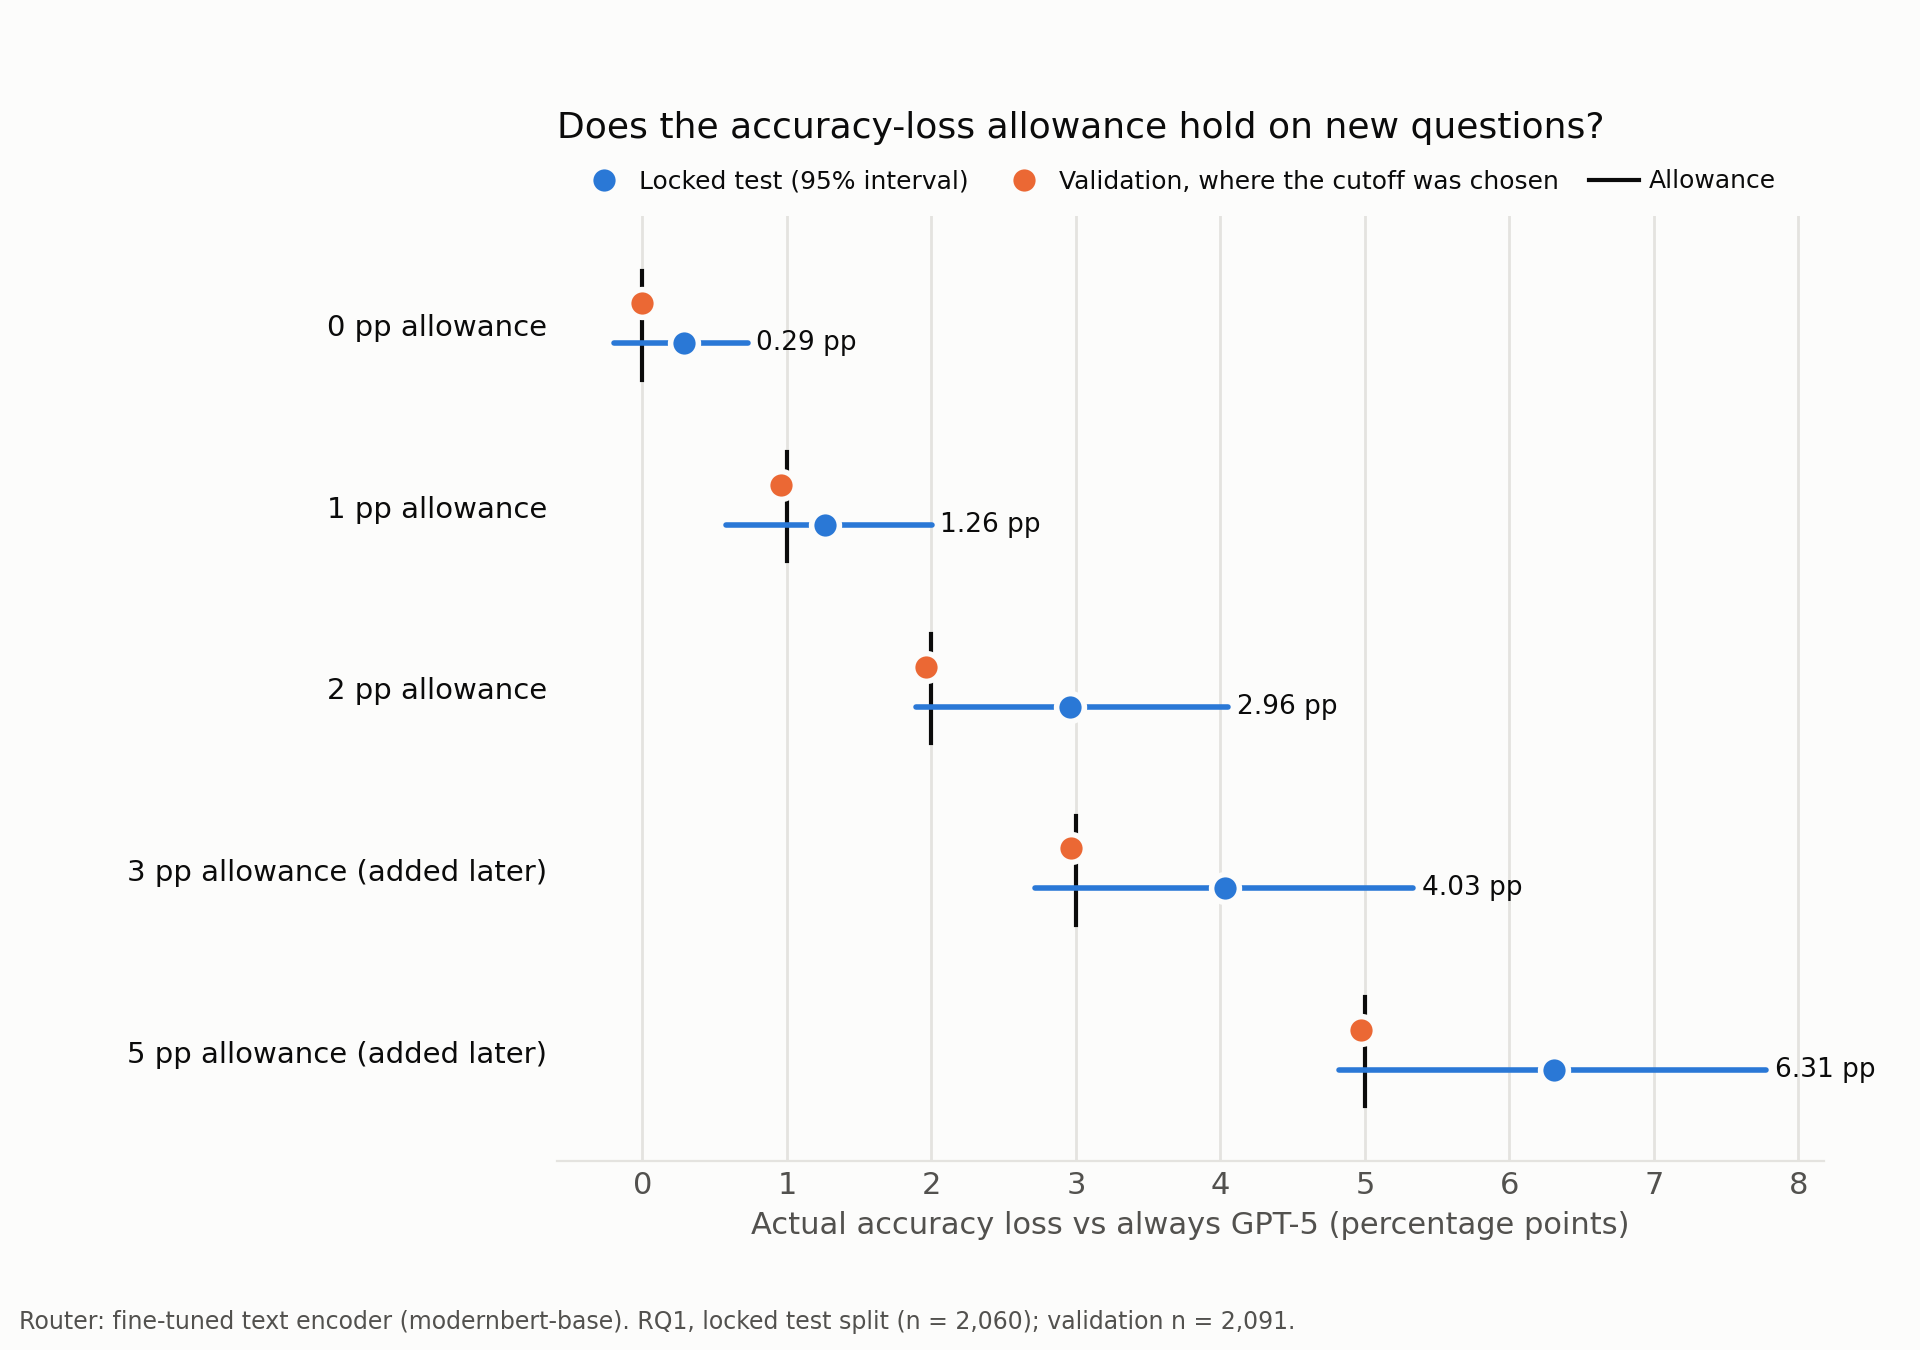 Does the accuracy-loss allowance hold on new questions?
Locked test (95% interval) Validation, where the cutoff was chosen Allowance
0 pp allowance
0.29 pp
1 pp allowance
1.26 pp
2 pp allowance
2.96 pp
3 pp allowance (added later)
4.03 pp
5 pp allowance (added later)
6.31 pp
0 1 2 3 4 5 6 7 8
Actual accuracy loss vs always GPT-5 (percentage points)
Router: fine-tuned text encoder (modernbert-base). RQ1, locked test split (n = 2,060); validation n = 2,091.